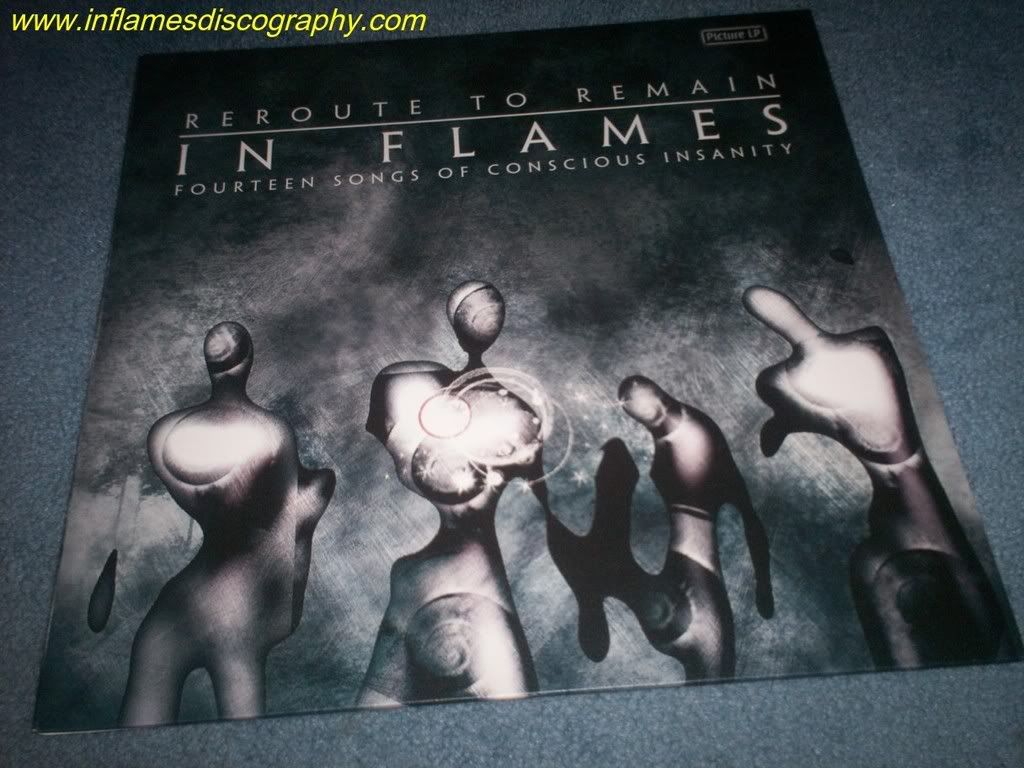 www.inflamesdiscography.com
Picture LP
REROUTE TO REMAIN
IN FLAMES
FOURTEEN SONGS OF CONSCIOUS INSANITY